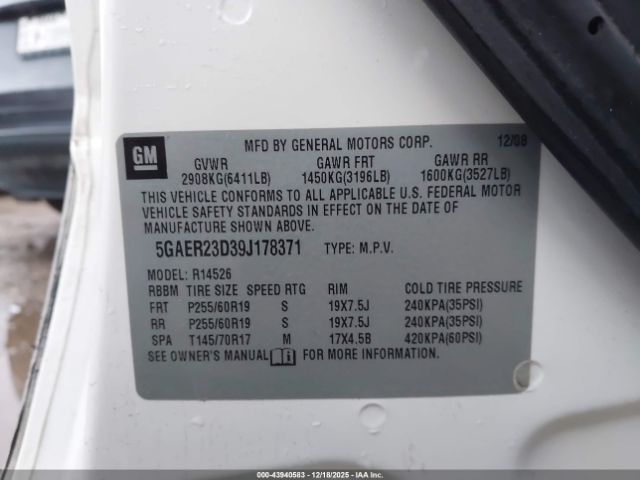 GM
MFD BY GENERAL MOTORS CORP. 12/08
GVWR GAWR FRT GAWR RR
2908KG(6411LB) 1450KG(3196LB) 1600KG(3527LB)
THIS VEHICLE CONFORMS TO ALL APPLICABLE U.S. FEDERAL MOTOR
VEHICLE SAFETY STANDARDS IN EFFECT ON THE DATE OF
MANUFACTURE SHOWN ABOVE.
5GAER23D39J178371 TYPE: M.P.V.
MODEL: R14526
RBBM TIRE SIZE SPEED RTG RIM COLD TIRE PRESSURE
FRT P255/60R19 S 19X7.5J 240KPA(35PSI)
RR P255/60R19 S 19X7.5J 240KPA(35PSI)
SPA T145/70R17 M 17X4.5B 420KPA(60PSI)
SEE OWNER'S MANUAL i FOR MORE INFORMATION.
© COPY: 43940583 - 12/18/2025 - IAAI.COM